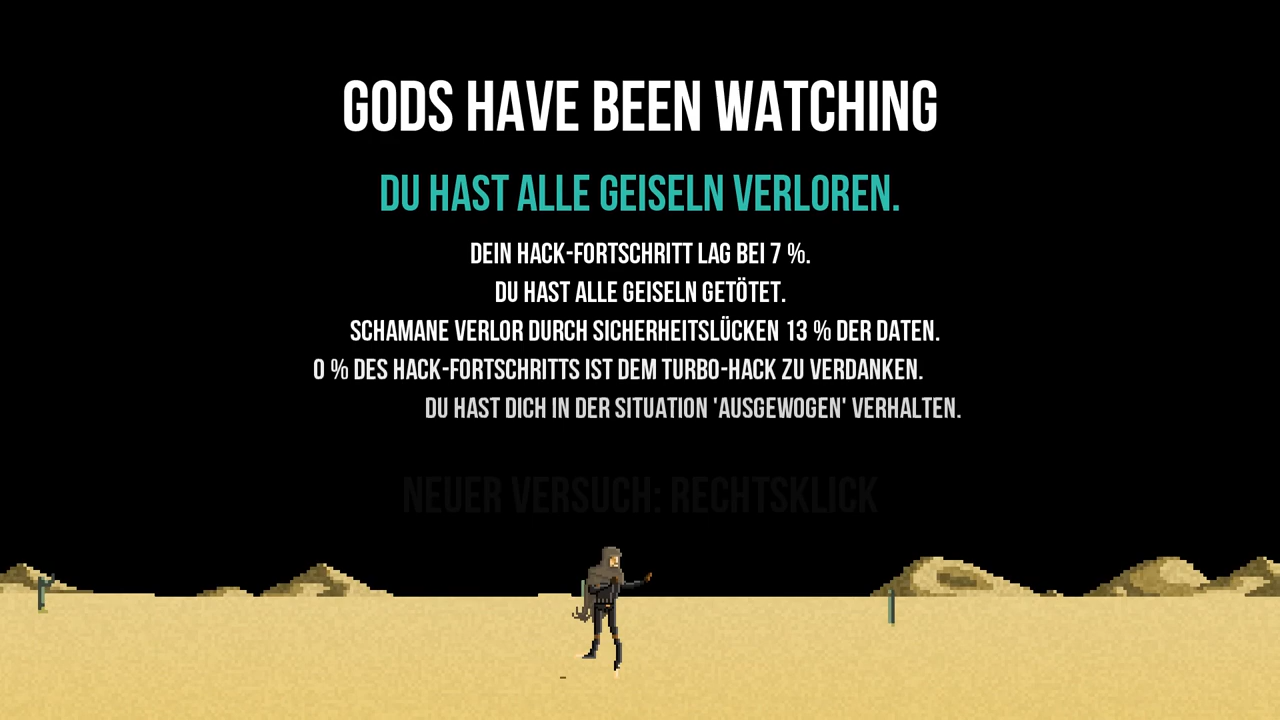 GODS HAVE BEEN WATCHING
DU HAST ALLE GEISELN VERLOREN.
DEIN HACK-FORTSCHRITT LAG BEI 7 %.
DU HAST ALLE GEISELN GETÖTET.
SCHAMANE VERLOR DURCH SICHERHEITSLÜCKEN 13 % DER DATEN.
0 % DES HACK-FORTSCHRITTS IST DEM TURBO-HACK ZU VERDANKEN.
DU HAST DICH IN DER SITUATION 'AUSGEWOGEN' VERHALTEN.
NEUER VERSUCH: RECHTSKLICK